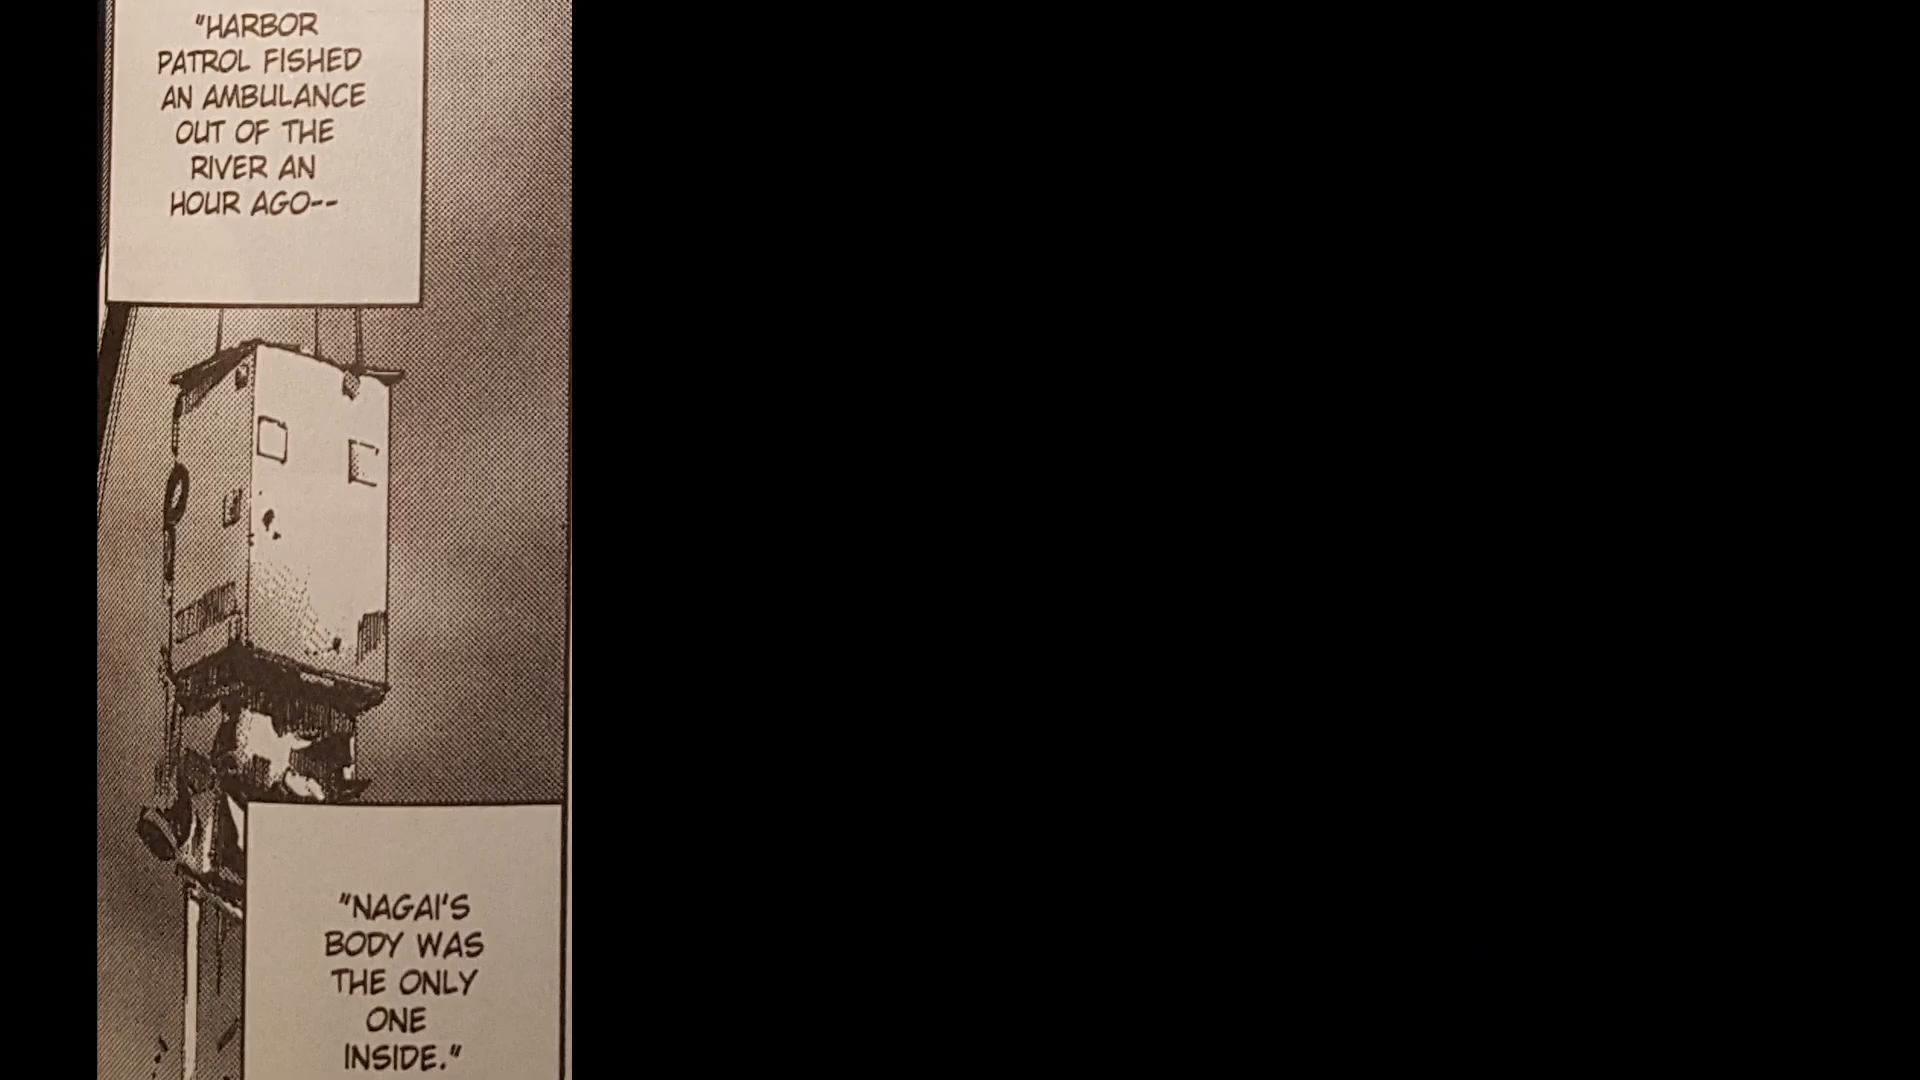 "HARBOR
PATROL FISHED
AN AMBULANCE
OUT OF THE
RIVER AN
HOUR AGO--
"NAGAI'S
BODY WAS
THE ONLY
ONE
INSIDE."